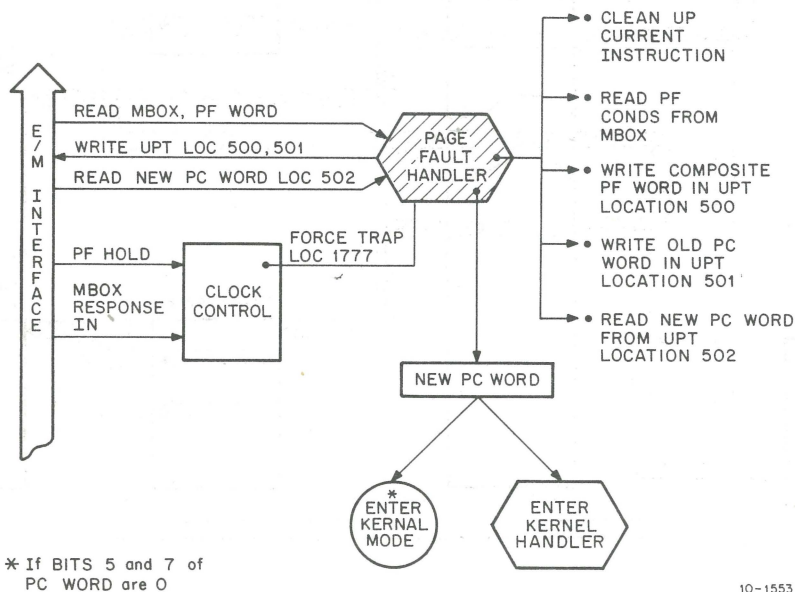 E/M INTERFACE
READ MBOX, PF WORD
WRITE UPT LOC 500,501
READ NEW PC WORD LOC 502
PF HOLD
MBOX
RESPONSE
IN
CLOCK
CONTROL
FORCE TRAP
LOC 1777
PAGE
FAULT
HANDLER
• CLEAN UP
CURRENT
INSTRUCTION
• READ PF
CONDS FROM
MBOX
• WRITE COMPOSITE
PF WORD IN UPT
LOCATION 500
• WRITE OLD PC
WORD IN UPT
LOCATION 501
• READ NEW PC WORD
FROM UPT
LOCATION 502
NEW PC WORD
*
ENTER
KERNAL
MODE
ENTER
KERNEL
HANDLER
* If BITS 5 and 7 of
PC WORD are 0
10-1553